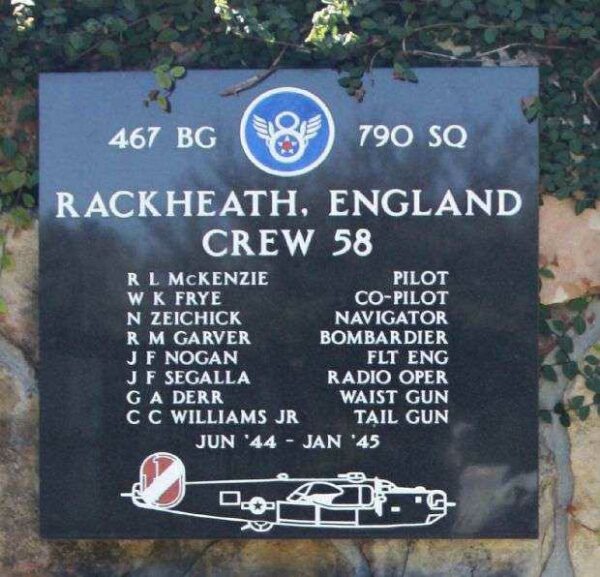 467 BG 8 790 SQ
RACKHEATH, ENGLAND
CREW 58
R L McKENZIE PILOT
W K FRYE CO-PILOT
N ZEICHICK NAVIGATOR
R M GARVER BOMBARDIER
J F NOGAN FLT ENG
J F SEGALLA RADIO OPER
G A DERR WAIST GUN
C C WILLIAMS JR TAIL GUN
JUN '44 - JAN '45